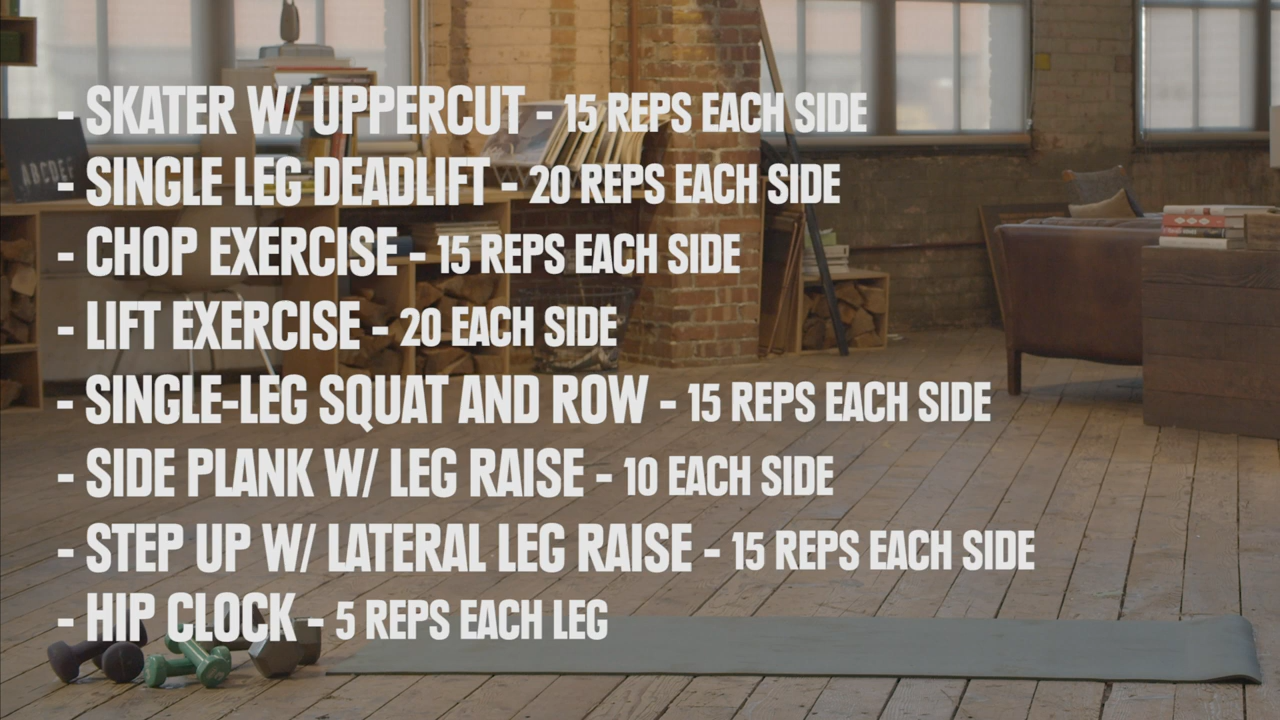 - SKATER W/ UPPERCUT - 15 REPS EACH SIDE
- SINGLE LEG DEADLIFT - 20 REPS EACH SIDE
- CHOP EXERCISE - 15 REPS EACH SIDE
- LIFT EXERCISE - 20 EACH SIDE
- SINGLE-LEG SQUAT AND ROW - 15 REPS EACH SIDE
- SIDE PLANK W/ LEG RAISE - 10 EACH SIDE
- STEP UP W/ LATERAL LEG RAISE - 15 REPS EACH SIDE
- HIP CLOCK - 5 REPS EACH LEG
ABCDEF